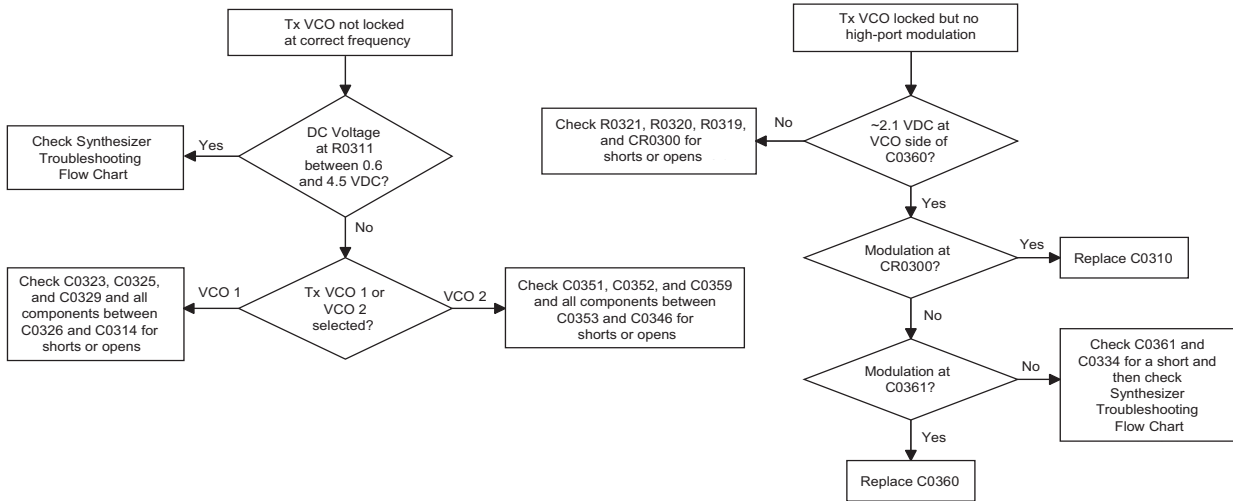 Tx VCO not locked
at correct frequency
DC Voltage
at R0311
between 0.6
and 4.5 VDC?
Yes
Check Synthesizer
Troubleshooting
Flow Chart
No
Tx VCO 1 or
VCO 2
selected?
VCO 1
Check C0323, C0325,
and C0329 and all
components between
C0326 and C0314 for
shorts or opens
VCO 2
Check C0351, C0352, and C0359
and all components between
C0353 and C0346 for
shorts or opens
Tx VCO locked but no
high-port modulation
~2.1 VDC at
VCO side of
C0360?
No
Check R0321, R0320, R0319,
and CR0300 for
shorts or opens
Yes
Modulation at
CR0300?
Yes
Replace C0310
No
Modulation at
C0361?
No
Check C0361 and
C0334 for a short and
then check
Synthesizer
Troubleshooting
Flow Chart
Yes
Replace C0360